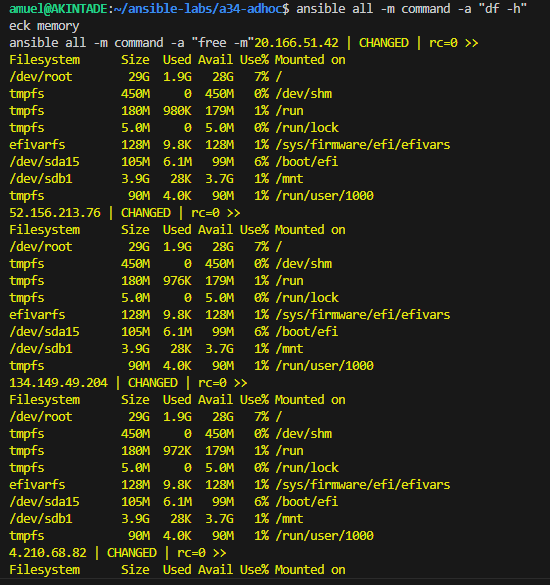 amuel@AKINTADE:~/ansible-labs/a34-adhoc$ ansible all -m command -a "df -h"
eck memory
ansible all -m command -a "free -m"20.166.51.42 | CHANGED | rc=0 >>
Filesystem      Size  Used Avail Use% Mounted on
/dev/root        29G  1.9G   28G   7% /
tmpfs           450M     0  450M   0% /dev/shm
tmpfs           180M  980K  179M   1% /run
tmpfs           5.0M     0  5.0M   0% /run/lock
efivarfs        128M  9.8K  128M   1% /sys/firmware/efi/efivars
/dev/sda15      105M  6.1M   99M   6% /boot/efi
/dev/sdb1       3.9G   28K  3.7G   1% /mnt
tmpfs            90M  4.0K   90M   1% /run/user/1000
52.156.213.76 | CHANGED | rc=0 >>
Filesystem      Size  Used Avail Use% Mounted on
/dev/root        29G  1.9G   28G   7% /
tmpfs           450M     0  450M   0% /dev/shm
tmpfs           180M  976K  179M   1% /run
tmpfs           5.0M     0  5.0M   0% /run/lock
efivarfs        128M  9.8K  128M   1% /sys/firmware/efi/efivars
/dev/sda15      105M  6.1M   99M   6% /boot/efi
/dev/sdb1       3.9G   28K  3.7G   1% /mnt
tmpfs            90M  4.0K   90M   1% /run/user/1000
134.149.49.204 | CHANGED | rc=0 >>
Filesystem      Size  Used Avail Use% Mounted on
/dev/root        29G  1.9G   28G   7% /
tmpfs           450M     0  450M   0% /dev/shm
tmpfs           180M  972K  179M   1% /run
tmpfs           5.0M     0  5.0M   0% /run/lock
efivarfs        128M  9.8K  128M   1% /sys/firmware/efi/efivars
/dev/sda15      105M  6.1M   99M   6% /boot/efi
/dev/sdb1       3.9G   28K  3.7G   1% /mnt
tmpfs            90M  4.0K   90M   1% /run/user/1000
4.210.68.82 | CHANGED | rc=0 >>
Filesystem      Size  Used Avail Use% Mounted on